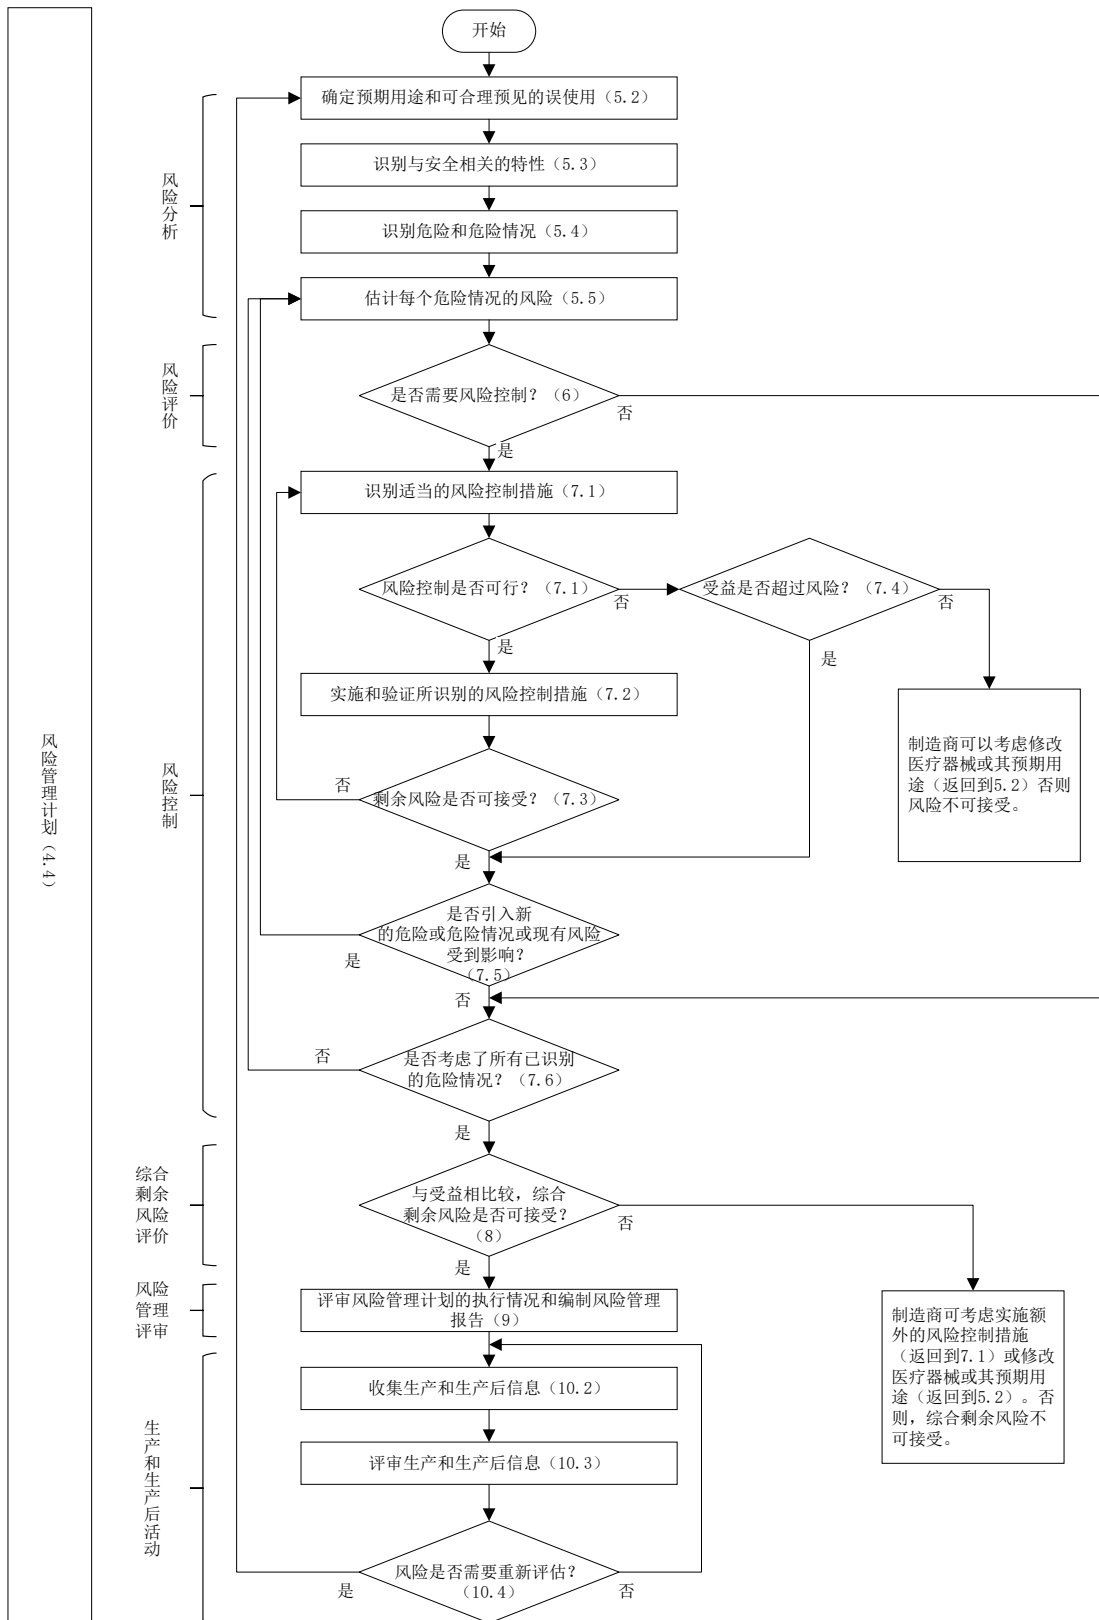 开始
确定预期用途和可合理预见的误使用（5.2）
识别与安全相关的特性（5.3）
风险分析
识别危险和危险情况（5.4）
估计每个危险情况的风险（5.5）
风险评价
是否需要风险控制？（6）
否
是
识别适当的风险控制措施（7.1）
风险控制是否可行？（7.1）
否
受益是否超过风险？（7.4）
否
是
是
实施和验证所识别的风险控制措施（7.2）
制造商可以考虑修改
医疗器械或其预期用
途（返回到5.2）否则
风险不可接受。
风险管理计划（4.4）
风险控制
否
剩余风险是否可接受？（7.3）
是
是否引入新
的危险或危险情况或现有风险
受到影响？
（7.5）
是
否
否
是否考虑了所有已识别
的危险情况？（7.6）
是
综合
剩余
风险
评价
与受益相比较，综合
剩余风险是否可接受？
（8）
否
是
风险
管理
评审
评审风险管理计划的执行情况和编制风险管理
报告（9）
制造商可考虑实施额
外的风险控制措施
（返回到7.1）或修改
医疗器械或其预期用
途（返回到5.2）。否
则，综合剩余风险不
可接受。
收集生产和生产后信息（10.2）
生产和生产后活动
评审生产和生产后信息（10.3）
风险是否需要重新评估？
（10.4）
是
否